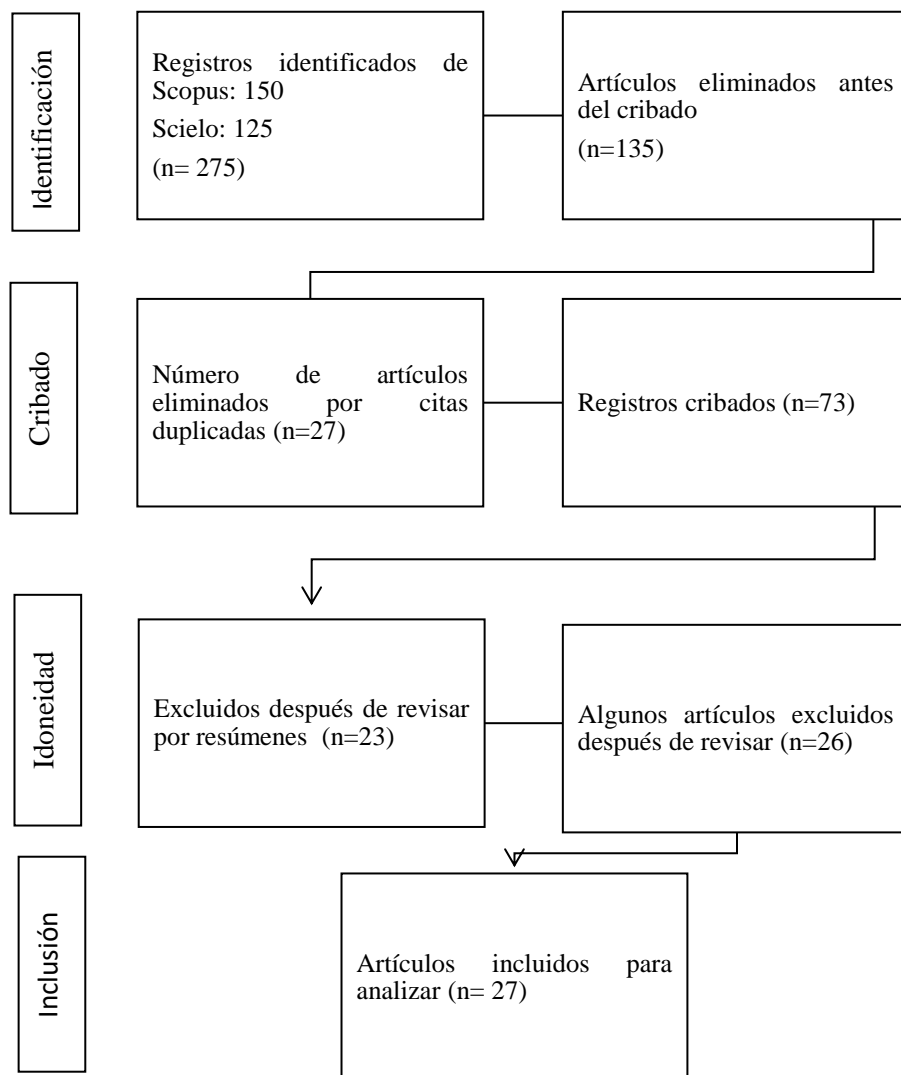 Identificación
Registros identificados de
Scopus: 150
Scielo: 125
(n= 275)
Artículos eliminados antes
del cribado
(n=135)
Cribado
Número de artículos
eliminados por citas
duplicadas (n=27)
Registros cribados (n=73)
Idoneidad
Excluidos después de revisar
por resúmenes (n=23)
Algunos artículos excluidos
después de revisar (n=26)
Inclusión
Artículos incluidos para
analizar (n= 27)